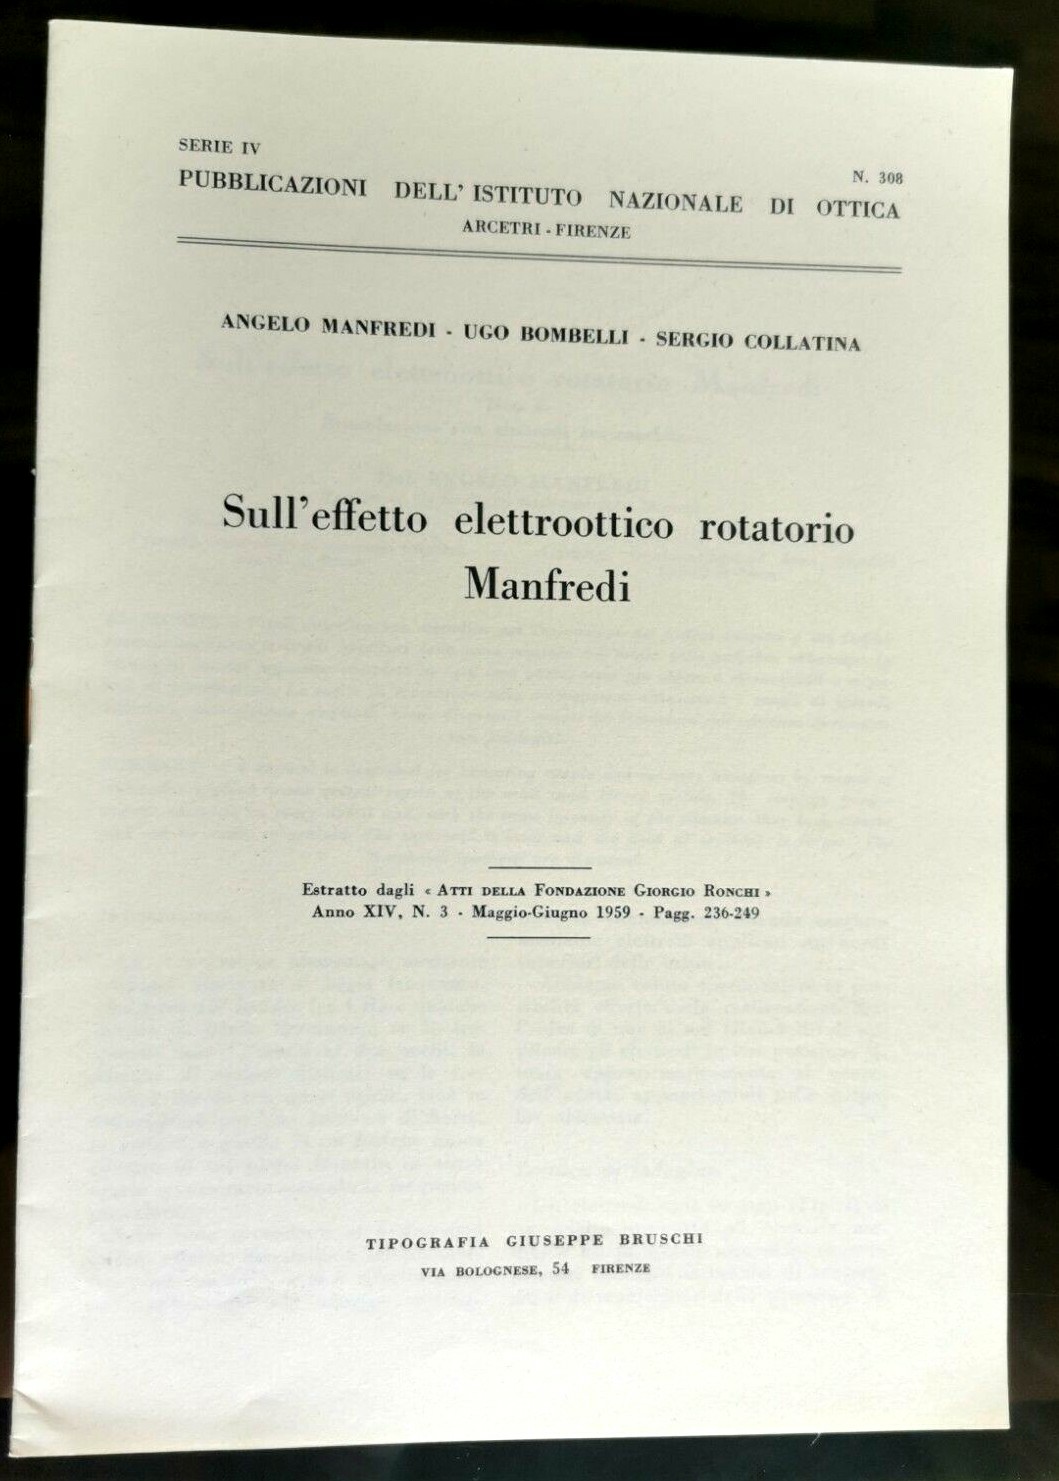 SERIE IV
N. 308
PUBBLICAZIONI DELL' ISTITUTO NAZIONALE DI OTTICA
ARCETRI - FIRENZE
ANGELO MANFREDI - UGO BOMBELLI - SERGIO COLLATINA
Sull'effetto elettroottico rotatorio
Manfredi
Estratto dagli « ATTI DELLA FONDAZIONE GIORGIO RONCHI »
Anno XIV, N. 3 - Maggio-Giugno 1959 - Pagg. 236-249
TIPOGRAFIA GIUSEPPE BRUSCHI
VIA BOLOGNESE, 54 FIRENZE